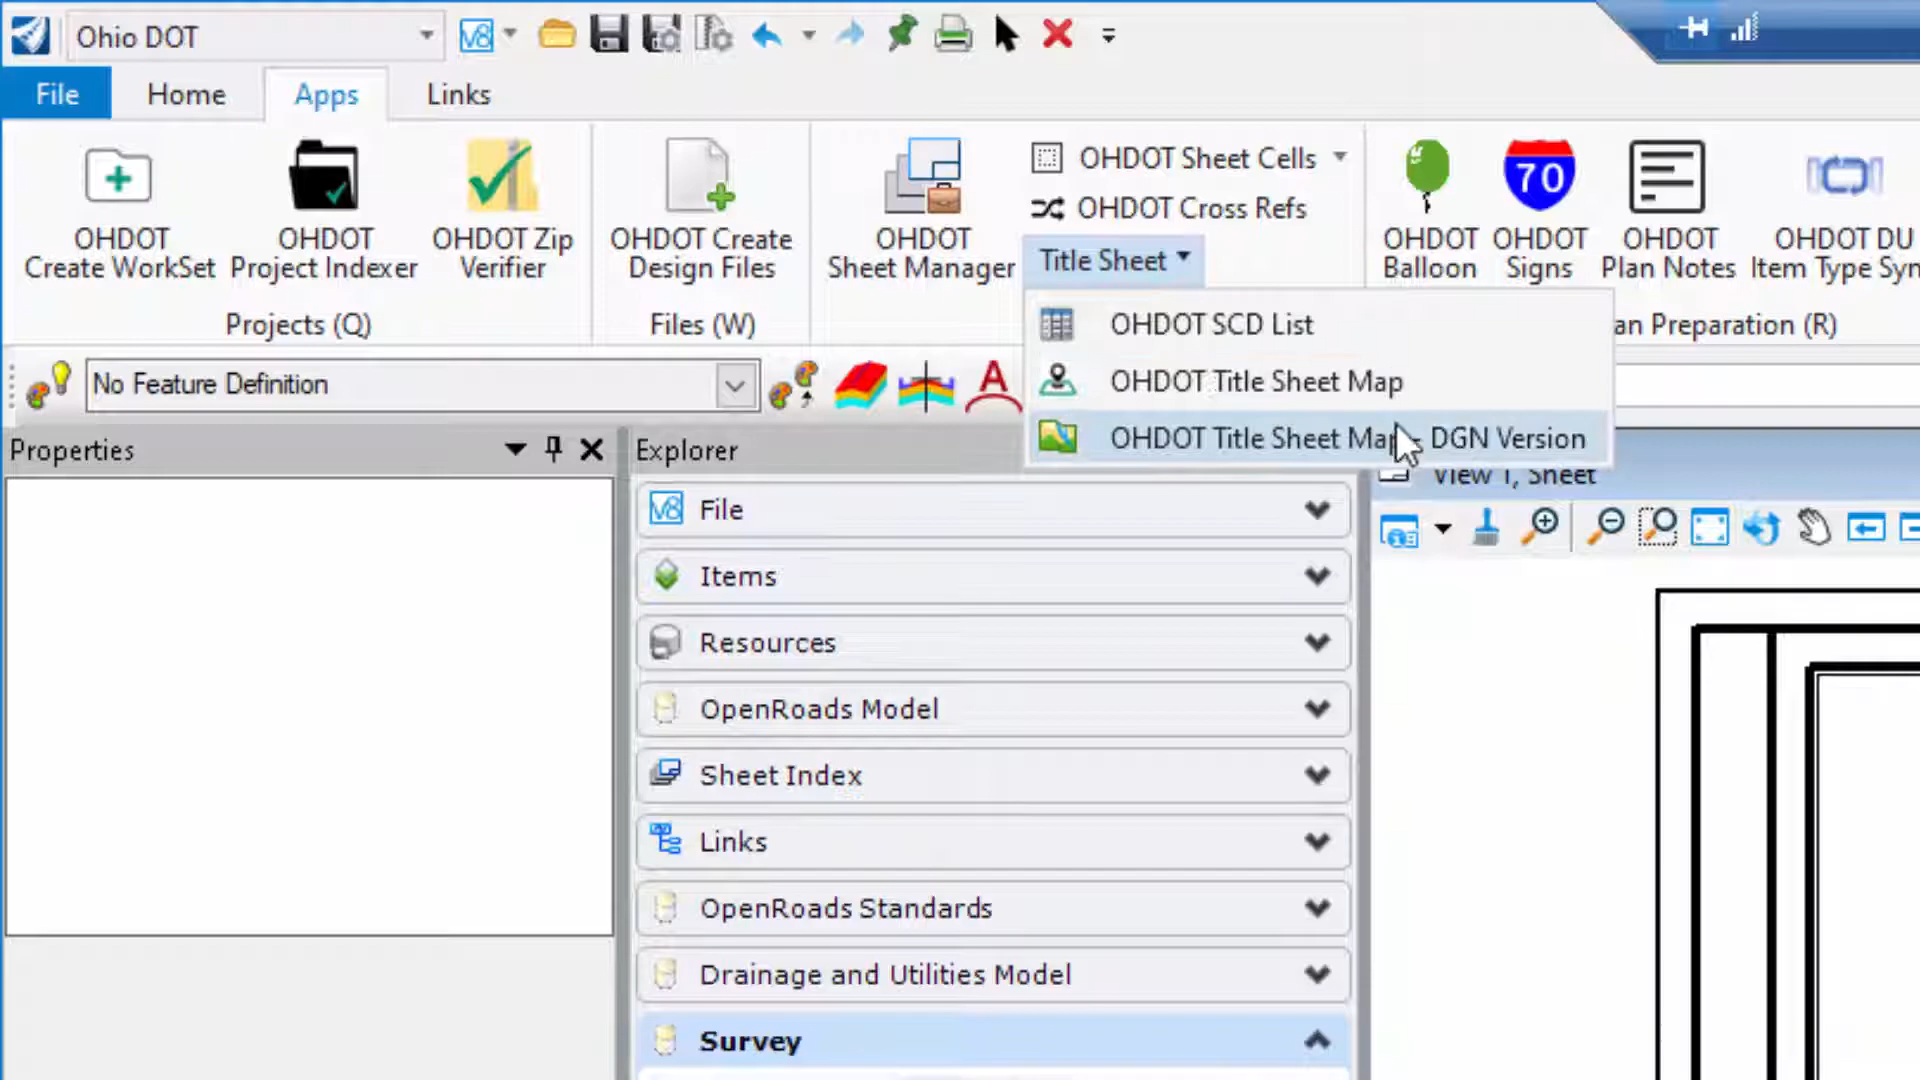 Ohio DOT
File
Home
Apps
Links
OHDOT
Create WorkSet
OHDOT
Project Indexer
OHDOT Zip
Verifier
Projects (Q)
OHDOT Create
Design Files
Files (W)
OHDOT
Sheet Manager
OHDOT Sheet Cells
OHDOT Cross Refs
Title Sheet
OHDOT
Balloon
70
OHDOT
Signs
OHDOT
Plan Notes
OHDOT DU
Item Type Syn
an Preparation (R)
OHDOT SCD List
OHDOT Title Sheet Map
OHDOT Title Sheet Map - DGN Version
No Feature Definition
Properties
Explorer
View 1, Sheet
File
Items
Resources
OpenRoads Model
Sheet Index
Links
OpenRoads Standards
Drainage and Utilities Model
Survey